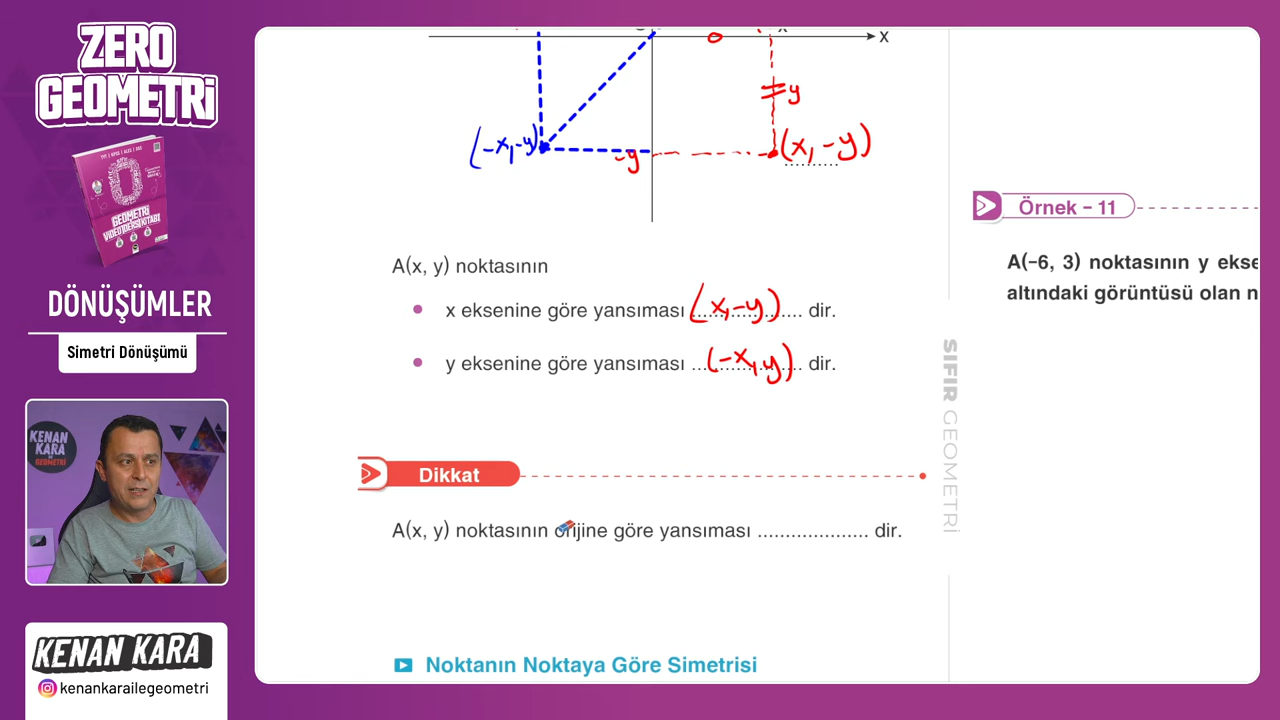 ZERO
GEOMETRİ
GEOMETRİ
VİDEO DERS KİTABI
DÖNÜŞÜMLER
Simetri Dönüşümü
KENAN
KARA
GEOMETRİ
KENAN KARA
kenankarailegeometri
x
y
(-x,-y)
-y
(x,-y)
A(x, y) noktasının
• x eksenine göre yansıması (x,-y) dir.
• y eksenine göre yansıması (-x,y) dir.
Dikkat
A(x, y) noktasının orijine göre yansıması .................... dir.
Noktanın Noktaya Göre Simetrisi
SIFIR GEOMETRİ
Örnek – 11
A(–6, 3) noktasının y ekse
altındaki görüntüsü olan n